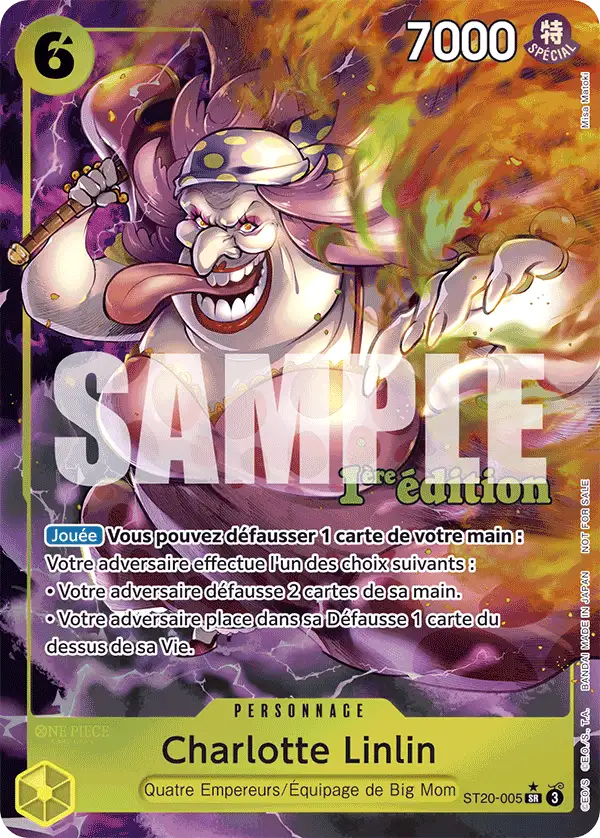 6
7000
特
SPÉCIAL
Misa Matoki
SAMPLE
1ère édition
Jouée Vous pouvez défausser 1 carte de votre main :
Votre adversaire effectue l'un des choix suivants :
• Votre adversaire défausse 2 cartes de sa main.
• Votre adversaire place dans sa Défausse 1 carte du
dessus de sa Vie.
©E.O/S. ©E.O./S., T.A. BANDAI MADE IN JAPAN NOT FOR SALE
PERSONNAGE
ONE PIECE
Charlotte Linlin
Quatre Empereurs/Équipage de Big Mom
ST20-005 SR 3